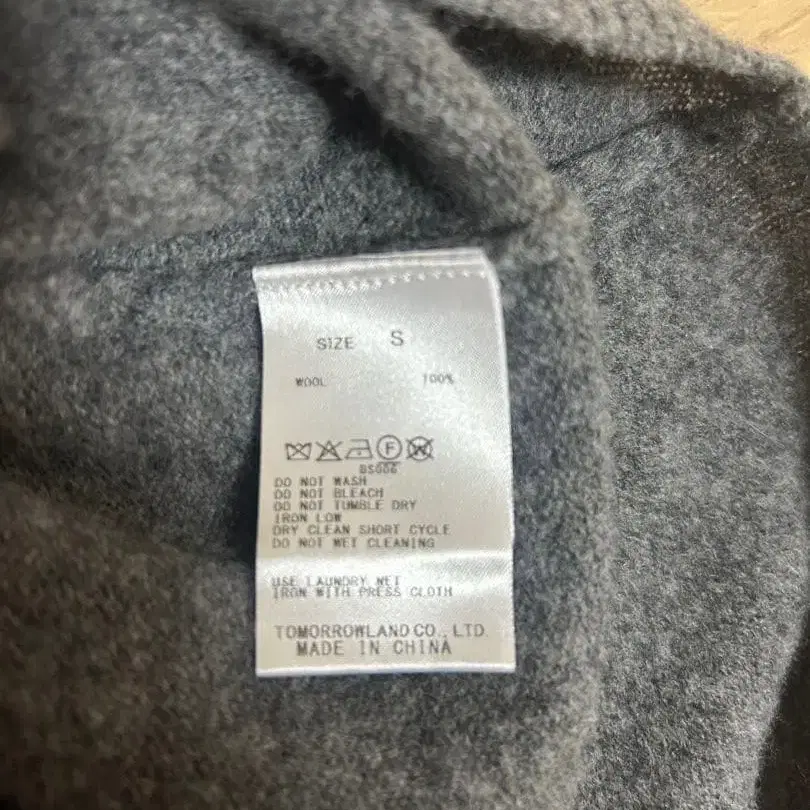 SIZE S
WOOL 100%
F W
BS006
DO NOT WASH
DO NOT BLEACH
DO NOT TUMBLE DRY
IRON LOW
DRY CLEAN SHORT CYCLE
DO NOT WET CLEANING
USE LAUNDRY NET
IRON WITH PRESS CLOTH
TOMORROWLAND CO., LTD.
MADE IN CHINA